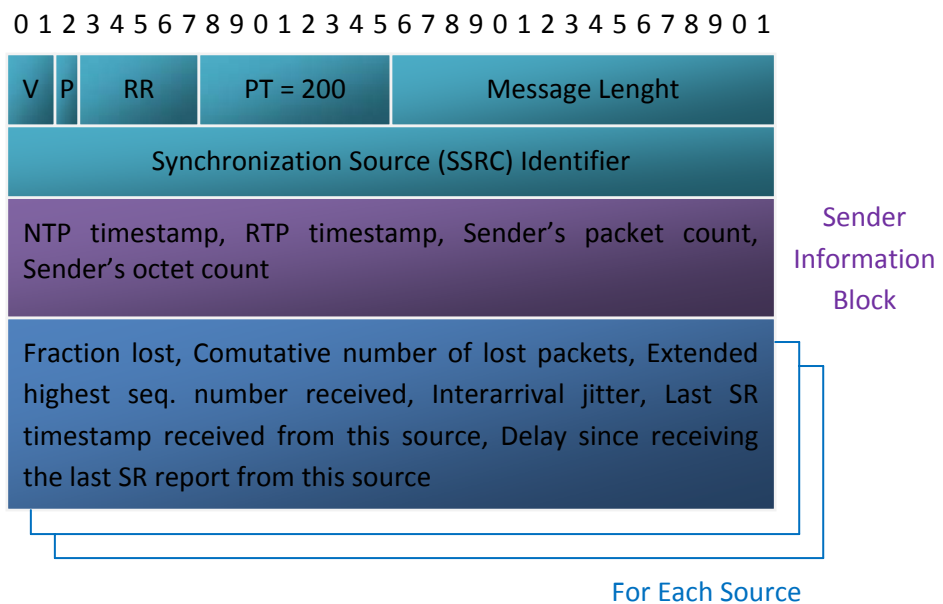 0 1 2 3 4 5 6 7 8 9 0 1 2 3 4 5 6 7 8 9 0 1 2 3 4 5 6 7 8 9 0 1
V P RR PT = 200 Message Lenght
Synchronization Source (SSRC) Identifier
NTP timestamp, RTP timestamp, Sender's packet count,
Sender's octet count
Sender
Information
Block
Fraction lost, Comutative number of lost packets, Extended
highest seq. number received, Interarrival jitter, Last SR
timestamp received from this source, Delay since receiving
the last SR report from this source
For Each Source